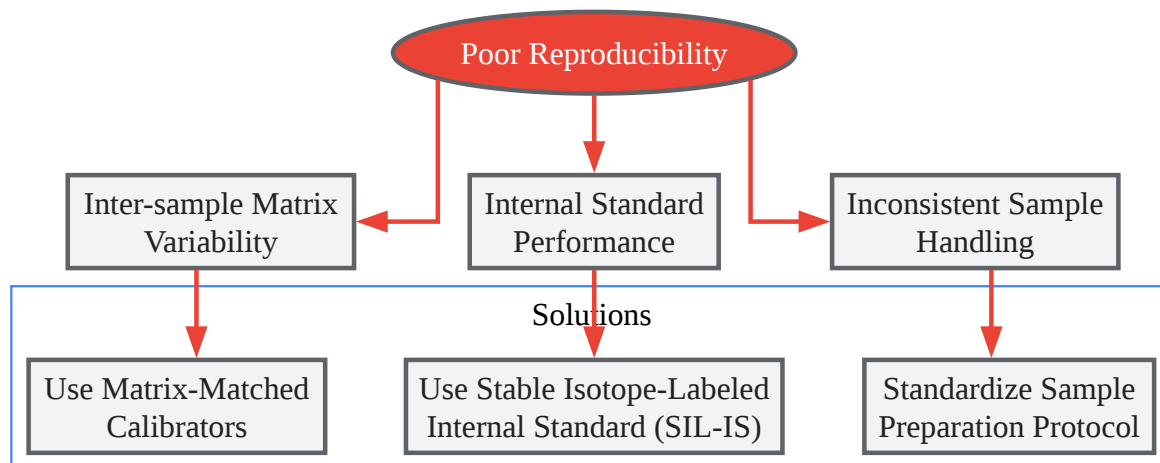 Poor Reproducibility
Inter-sample Matrix
Variability
Internal Standard
Performance
Inconsistent Sample
Handling
Solutions
Use Matrix-Matched
Calibrators
Use Stable Isotope-Labeled
Internal Standard (SIL-IS)
Standardize Sample
Preparation Protocol